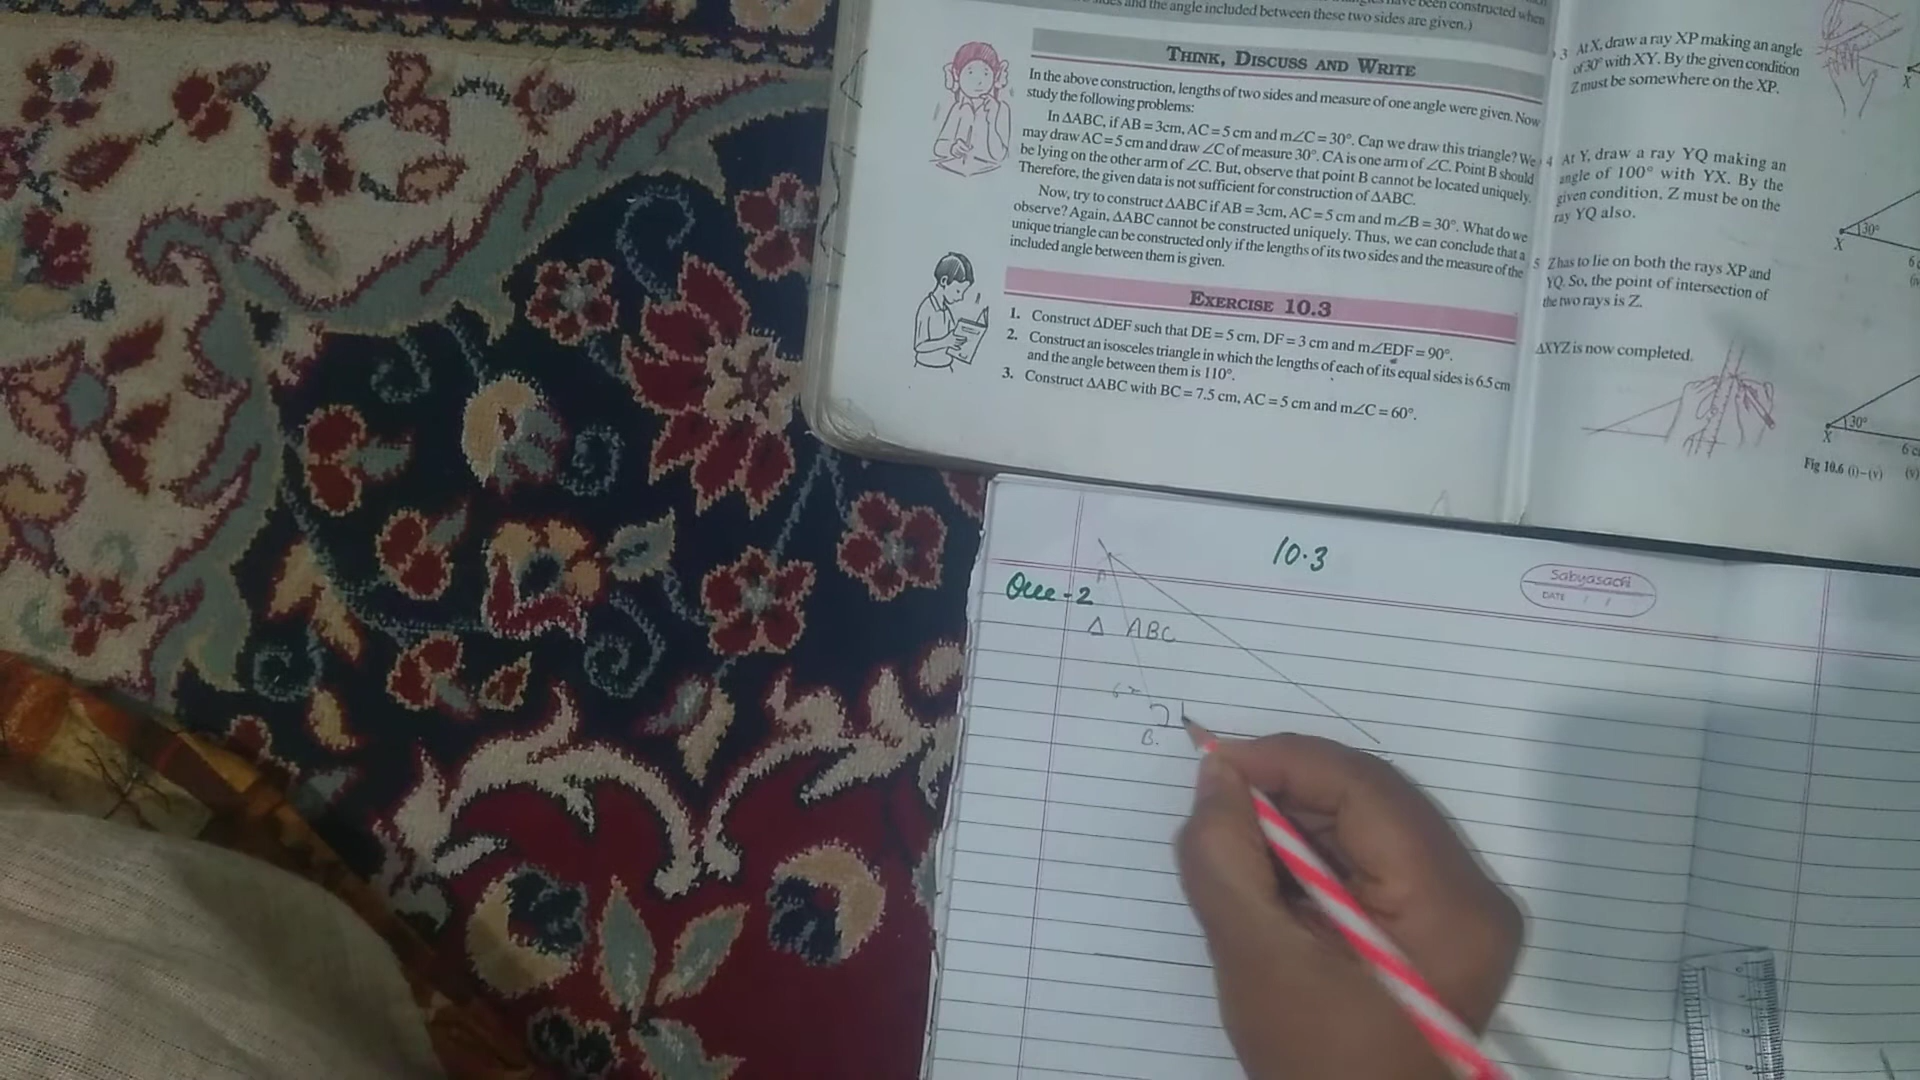 and the angle included between these two sides are given.)
THINK, DISCUSS AND WRITE
In the above construction, lengths of two sides and measure of one angle were given. Now
study the following problems:
In ΔABC, if AB = 3cm, AC = 5 cm and m∠C = 30°. Can we draw this triangle? We
may draw AC = 5 cm and draw ∠C of measure 30°. CA is one arm of ∠C. Point B should
be lying on the other arm of ∠C. But, observe that point B cannot be located uniquely.
Therefore, the given data is not sufficient for construction of ΔABC.
Now, try to construct ΔABC if AB = 3cm, AC = 5 cm and m∠B = 30°. What do we
observe? Again, ΔABC cannot be constructed uniquely. Thus, we can conclude that a
unique triangle can be constructed only if the lengths of its two sides and the measure of the
included angle between them is given.
EXERCISE 10.3
1. Construct ΔDEF such that DE = 5 cm, DF = 3 cm and m∠EDF = 90°.
2. Construct an isosceles triangle in which the lengths of each of its equal sides is 6.5 cm
and the angle between them is 110°.
3. Construct ΔABC with BC = 7.5 cm, AC = 5 cm and m∠C = 60°.
3 At X, draw a ray XP making an angle
of 30° with XY. By the given condition
Z must be somewhere on the XP.
X
4 At Y, draw a ray YQ making an
angle of 100° with YX. By the
given condition, Z must be on the
ray YQ also.
30°
X
5 Z has to lie on both the rays XP and
YQ. So, the point of intersection of
the two rays is Z.
ΔXYZ is now completed.
30°
X
Fig 10.6 (i)–(v)
(v)
10.3
Sabyasachi
DATE / /
Que-2
A
Δ ABC
B.